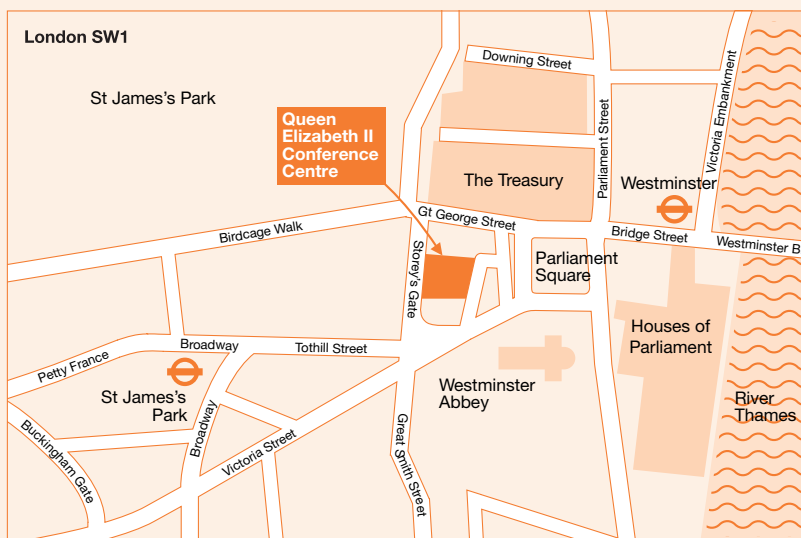 London SW1
Downing Street
St James's Park
Victoria Embankment
Queen
Elizabeth II
Conference
Centre
Parliament Street
The Treasury
Westminster
Gt George Street
Birdcage Walk
Bridge Street
Westminster B
Storey's Gate
Parliament
Square
Houses of
Parliament
Broadway
Tothill Street
Petty France
St James's
Park
Westminster
Abbey
River
Thames
Broadway
Great Smith Street
Buckingham Gate
Victoria Street